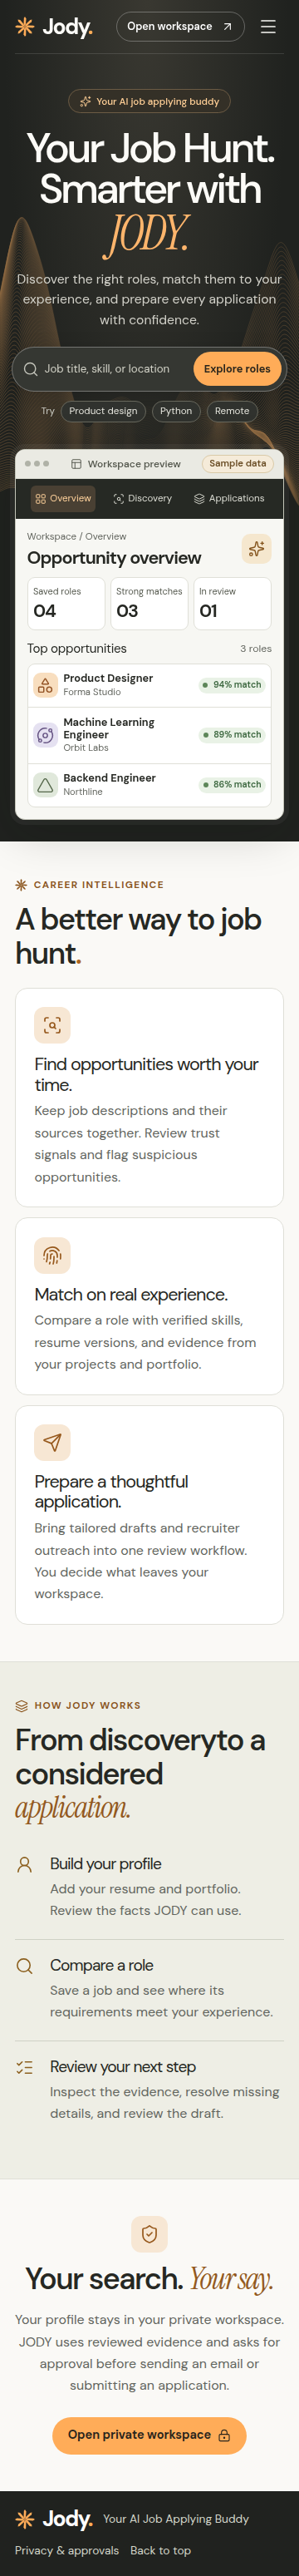 Jody.
Open workspace
Your AI job applying buddy
Your Job Hunt.
Smarter with
JODY.
Discover the right roles, match them to your
experience, and prepare every application
with confidence.
Job title, skill, or location
Explore roles
Try
Product design
Python
Remote
Workspace preview
Sample data
Overview
Discovery
Applications
Workspace / Overview
Opportunity overview
Saved roles
04
Strong matches
03
In review
01
Top opportunities
3 roles
Product Designer
Forma Studio
94% match
Machine Learning
Engineer
Orbit Labs
89% match
Backend Engineer
Northline
86% match
CAREER INTELLIGENCE
A better way to job
hunt.
Find opportunities worth your
time.
Keep job descriptions and their
sources together. Review trust
signals and flag suspicious
opportunities.
Match on real experience.
Compare a role with verified skills,
resume versions, and evidence from
your projects and portfolio.
Prepare a thoughtful
application.
Bring tailored drafts and recruiter
outreach into one review workflow.
You decide what leaves your
workspace.
HOW JODY WORKS
From discoveryto a
considered
application.
Build your profile
Add your resume and portfolio.
Review the facts JODY can use.
Compare a role
Save a job and see where its
requirements meet your experience.
Review your next step
Inspect the evidence, resolve missing
details, and review the draft.
Your search. Your say.
Your profile stays in your private workspace.
JODY uses reviewed evidence and asks for
approval before sending an email or
submitting an application.
Open private workspace
Jody.
Your AI Job Applying Buddy
Privacy & approvals
Back to top